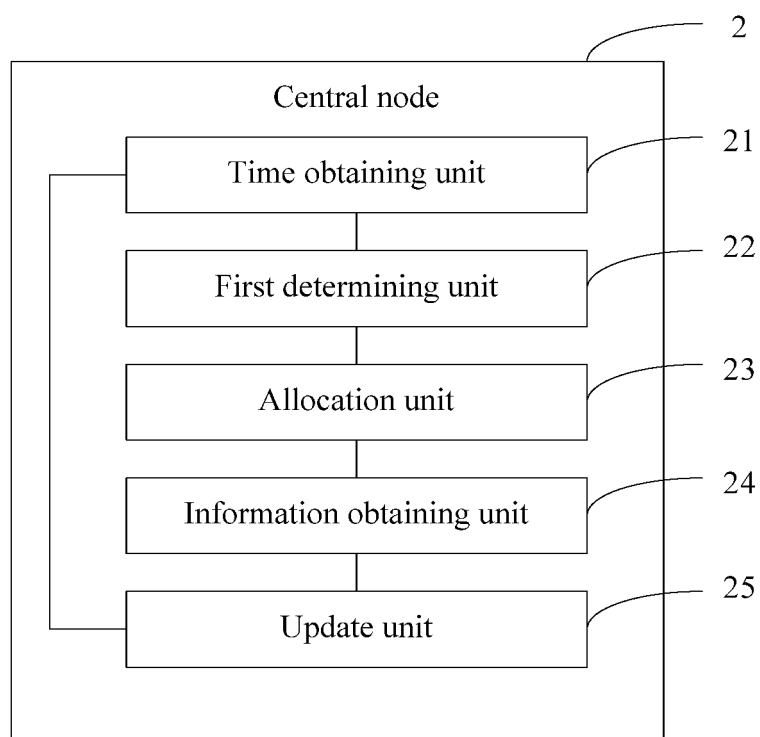 2
Central node
21
Time obtaining unit
22
First determining unit
23
Allocation unit
24
Information obtaining unit
25
Update unit